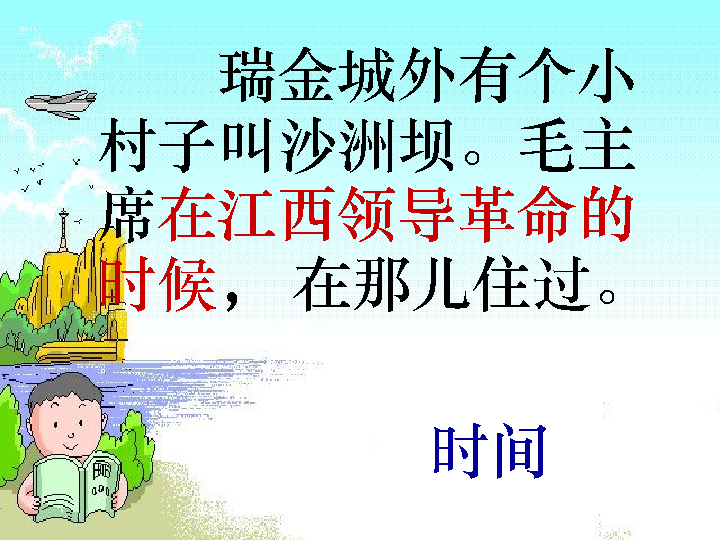 瑞金城外有个小
村子叫沙洲坝。毛主
席在江西领导革命的
时候， 在那儿住过。
时间